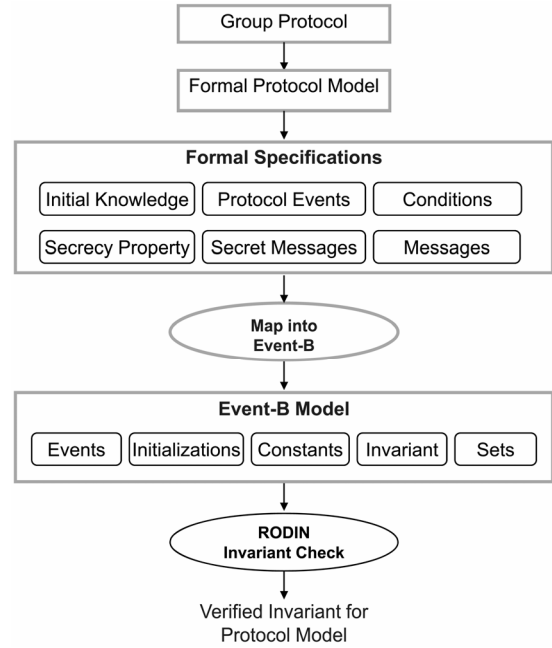 Group Protocol
Formal Protocol Model
Formal Specifications
Initial Knowledge
Protocol Events
Conditions
Secrecy Property
Secret Messages
Messages
Map into
Event-B
Event-B Model
Events
Initializations
Constants
Invariant
Sets
RODIN
Invariant Check
Verified Invariant for
Protocol Model